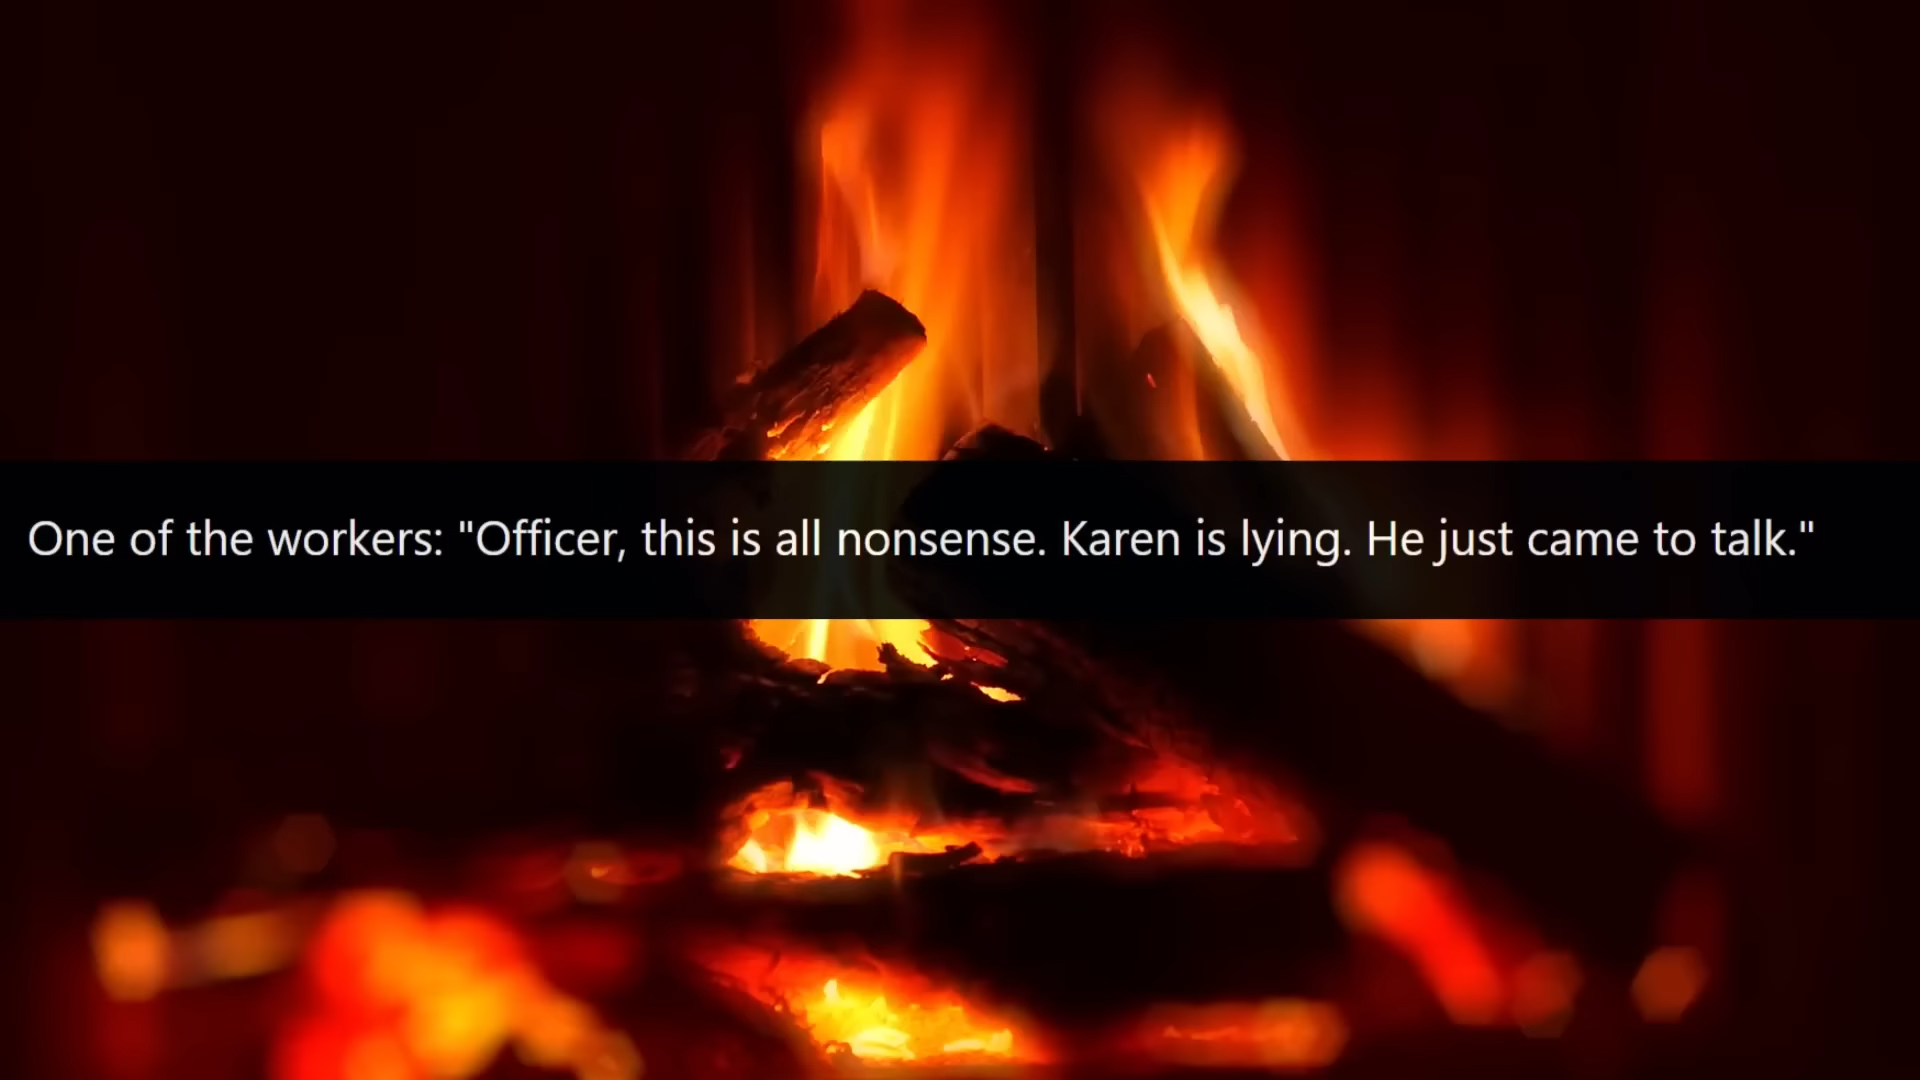 One of the workers: "Officer, this is all nonsense. Karen is lying. He just came to talk."